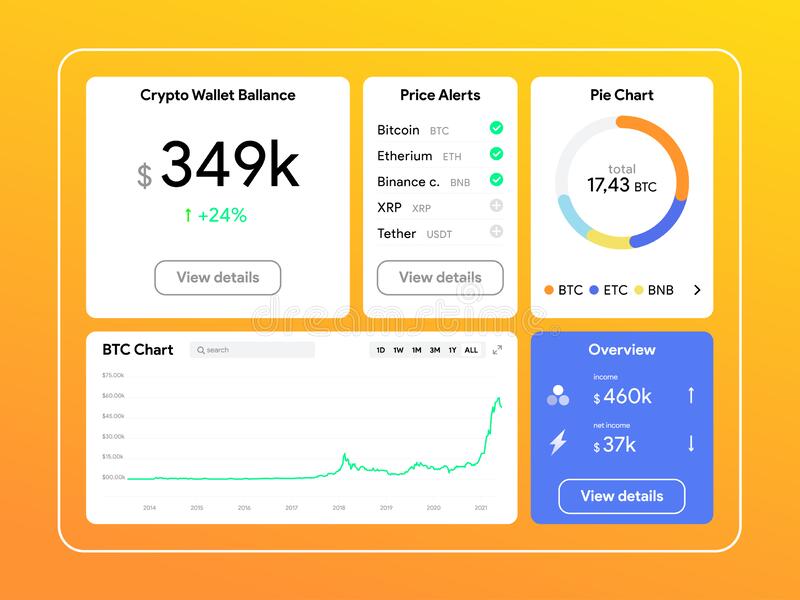 Crypto Wallet Ballance
$ 349k
↑ +24%
View details
Price Alerts
Bitcoin BTC
Etherium ETH
Binance c. BNB
XRP XRP
Tether USDT
View details
Pie Chart
total
17,43 BTC
BTC ETC BNB
BTC Chart
search
1D 1W 1M 3M 1Y ALL
$75.00k
$60.00k
$45.00k
$30.00k
$15.00k
$00.00k
2014 2015 2016 2017 2018 2019 2020 2021
Overview
income
$ 460k
net income
$ 37k
View details
dreamstime.com